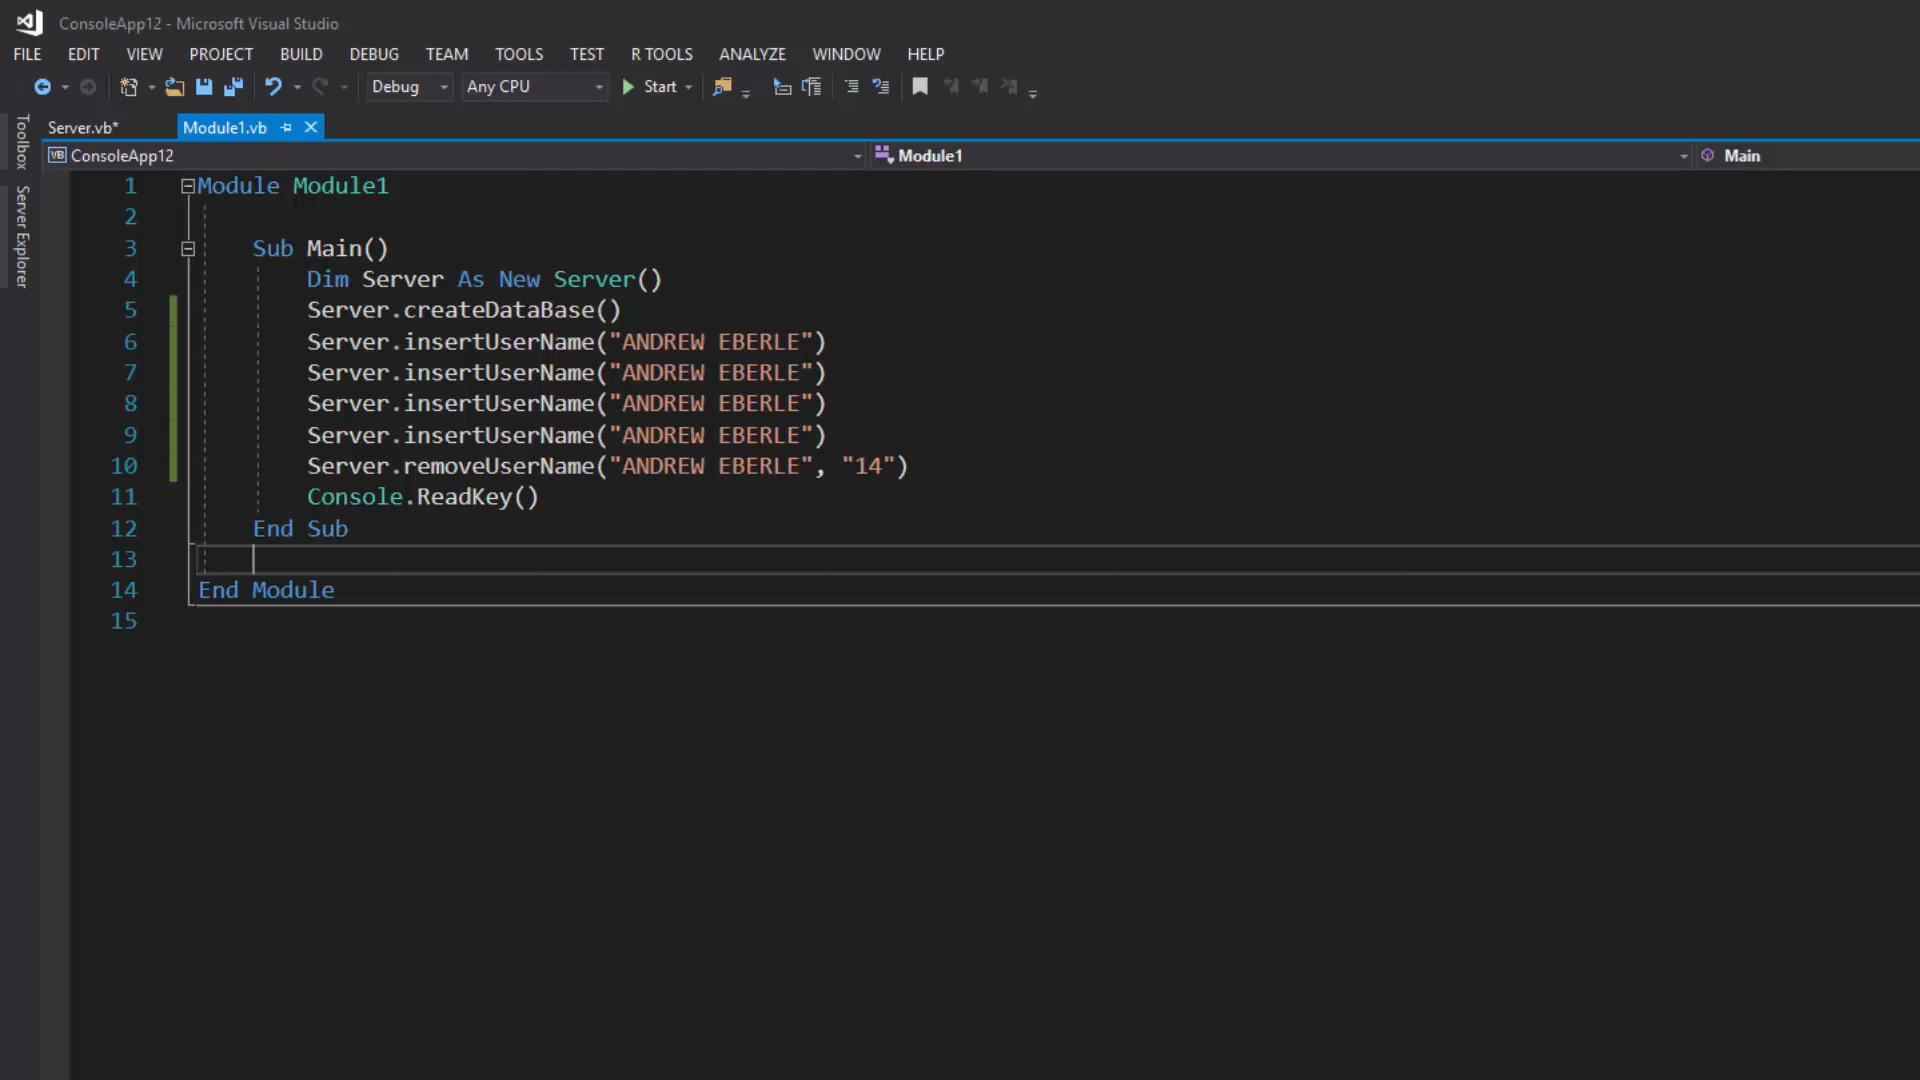 ConsoleApp12 - Microsoft Visual Studio
FILE EDIT VIEW PROJECT BUILD DEBUG TEAM TOOLS TEST R TOOLS ANALYZE WINDOW HELP
Debug Any CPU Start
Server.vb* Module1.vb
VB ConsoleApp12 Module1 Main
Toolbox
Server Explorer
1 Module Module1
2
3 Sub Main()
4 Dim Server As New Server()
5 Server.createDataBase()
6 Server.insertUserName("ANDREW EBERLE")
7 Server.insertUserName("ANDREW EBERLE")
8 Server.insertUserName("ANDREW EBERLE")
9 Server.insertUserName("ANDREW EBERLE")
10 Server.removeUserName("ANDREW EBERLE", "14")
11 Console.ReadKey()
12 End Sub
13
14 End Module
15